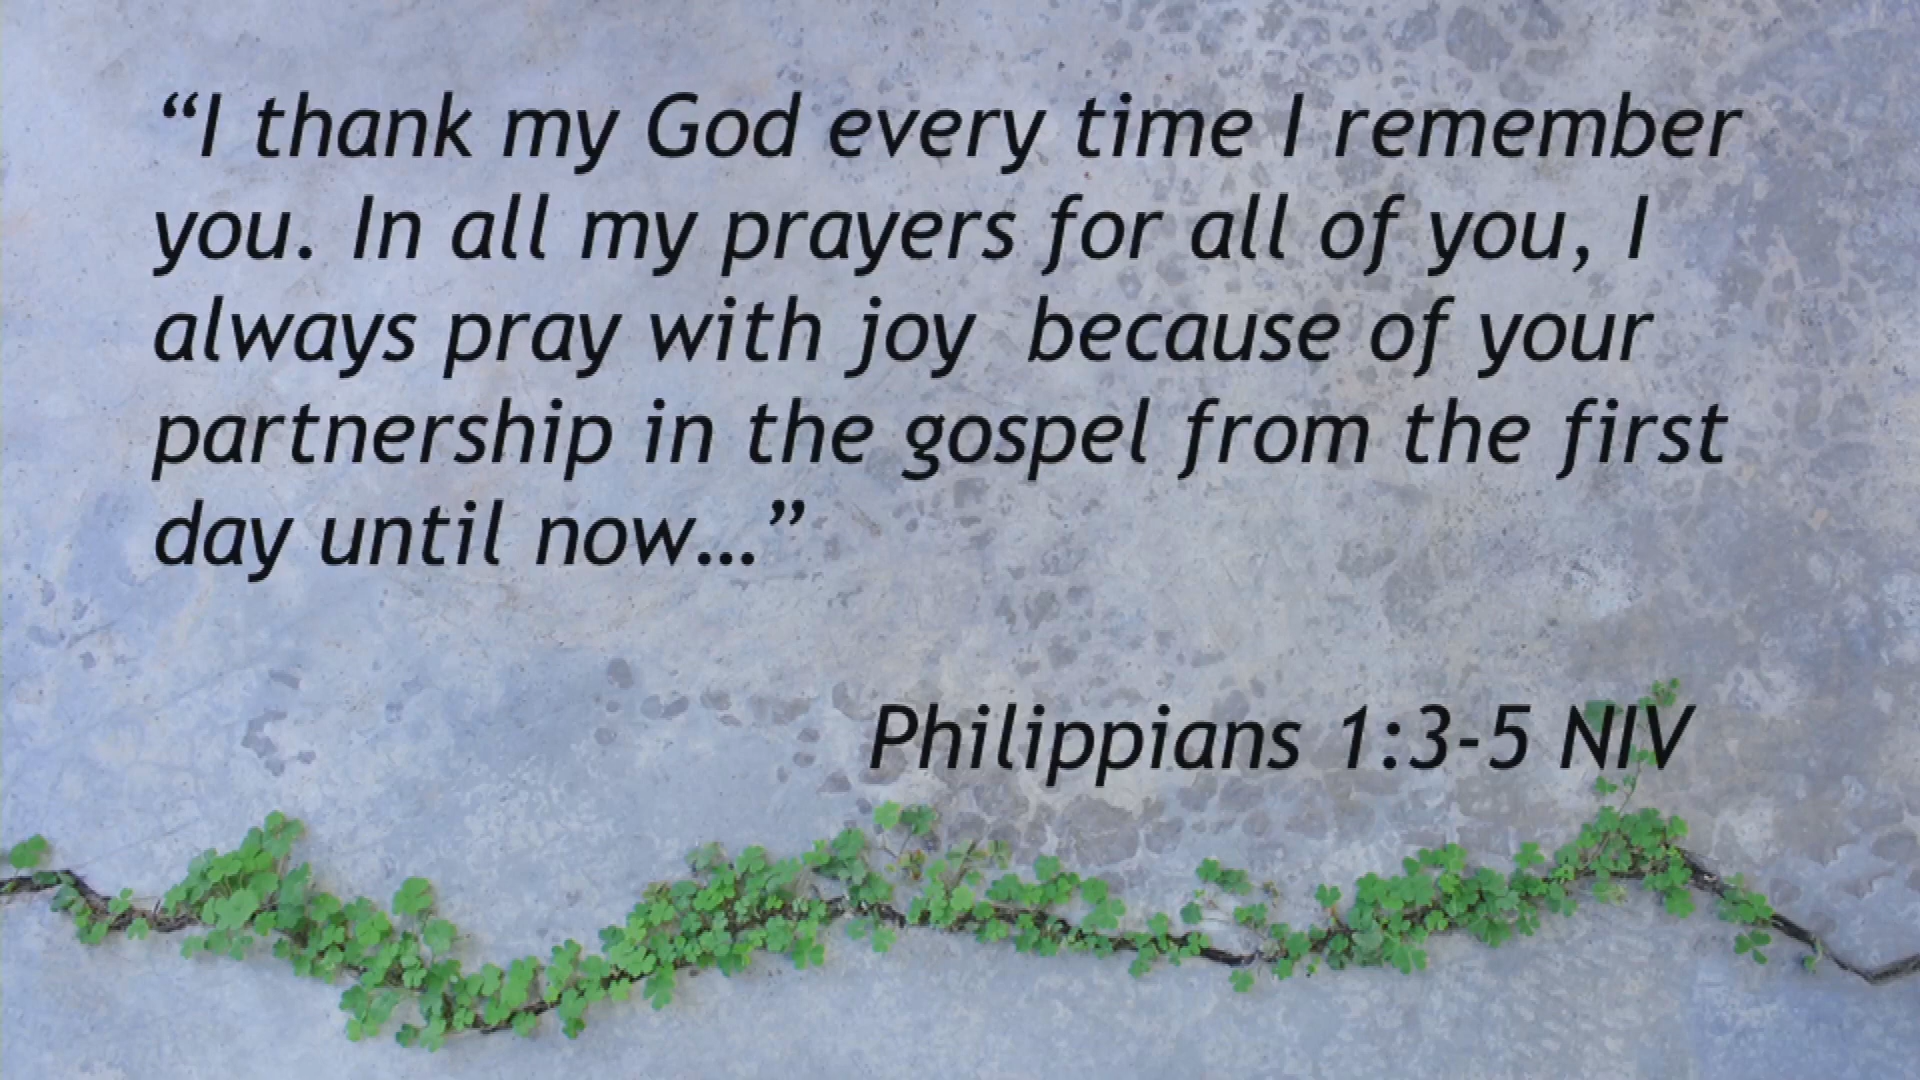 “I thank my God every time I remember
you. In all my prayers for all of you, I
always pray with joy  because of your
partnership in the gospel from the first
day until now…”
Philippians 1:3-5 NIV